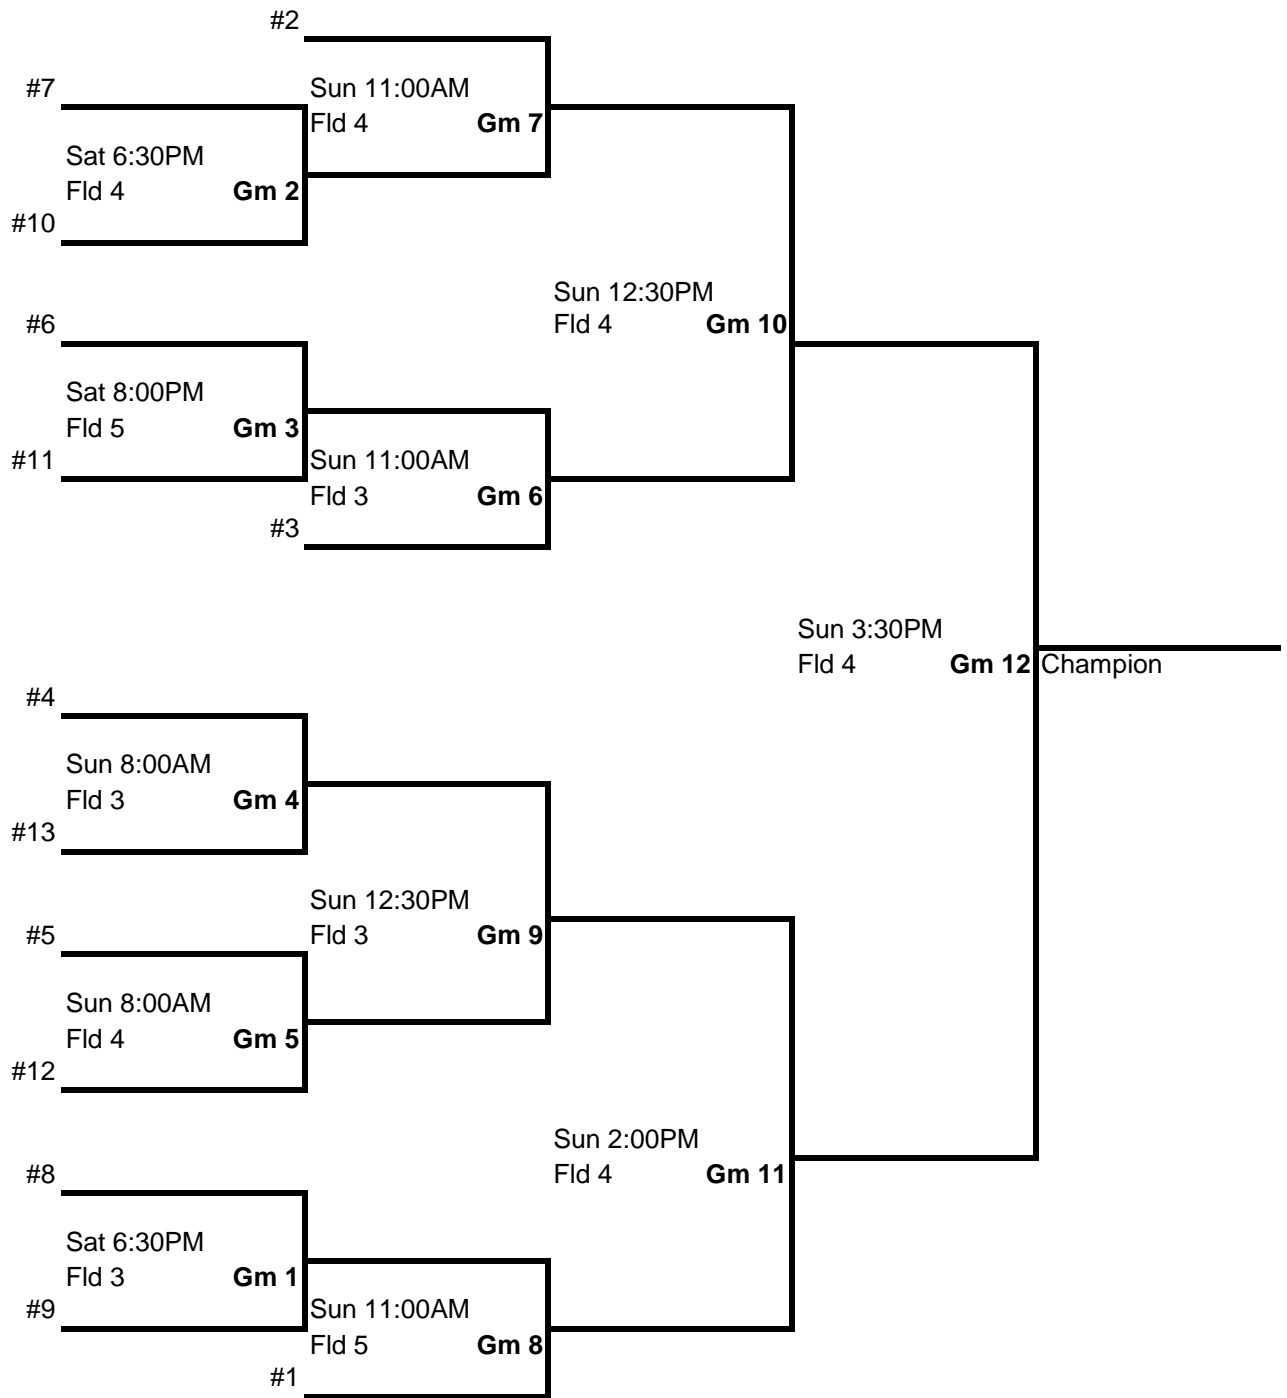 #2
#7
Sun 11:00AM
Fld 4 Gm 7
Sat 6:30PM
Fld 4 Gm 2
#10
Sun 12:30PM
Fld 4 Gm 10
#6
Sat 8:00PM
Fld 5 Gm 3
#11
Sun 11:00AM
Fld 3 Gm 6
#3
Sun 3:30PM
Fld 4 Gm 12 Champion
#4
Sun 8:00AM
Fld 3 Gm 4
#13
Sun 12:30PM
Fld 3 Gm 9
#5
Sun 8:00AM
Fld 4 Gm 5
#12
Sun 2:00PM
Fld 4 Gm 11
#8
Sat 6:30PM
Fld 3 Gm 1
#9
Sun 11:00AM
Fld 5 Gm 8
#1